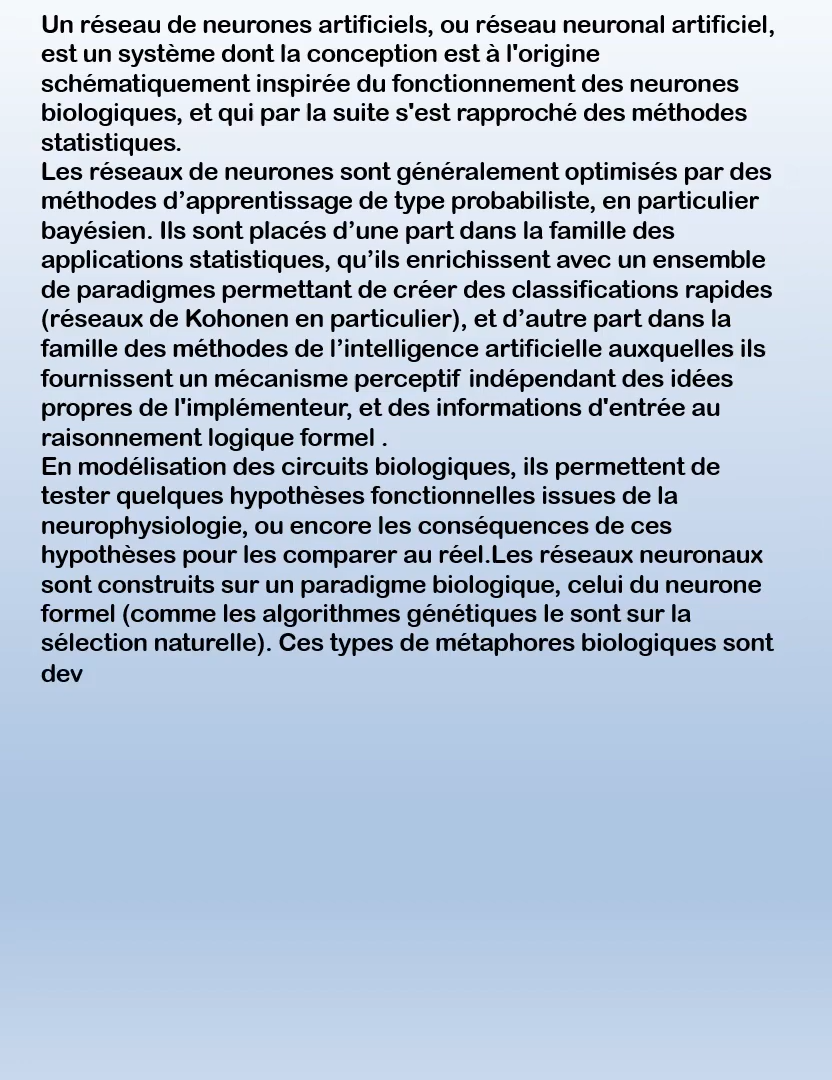 Un réseau de neurones artificiels, ou réseau neuronal artificiel,
est un système dont la conception est à l'origine
schématiquement inspirée du fonctionnement des neurones
biologiques, et qui par la suite s'est rapproché des méthodes
statistiques.
Les réseaux de neurones sont généralement optimisés par des
méthodes d’apprentissage de type probabiliste, en particulier
bayésien. Ils sont placés d’une part dans la famille des
applications statistiques, qu’ils enrichissent avec un ensemble
de paradigmes permettant de créer des classifications rapides
(réseaux de Kohonen en particulier), et d’autre part dans la
famille des méthodes de l’intelligence artificielle auxquelles ils
fournissent un mécanisme perceptif indépendant des idées
propres de l'implémenteur, et des informations d'entrée au
raisonnement logique formel .
En modélisation des circuits biologiques, ils permettent de
tester quelques hypothèses fonctionnelles issues de la
neurophysiologie, ou encore les conséquences de ces
hypothèses pour les comparer au réel.Les réseaux neuronaux
sont construits sur un paradigme biologique, celui du neurone
formel (comme les algorithmes génétiques le sont sur la
sélection naturelle). Ces types de métaphores biologiques sont
dev